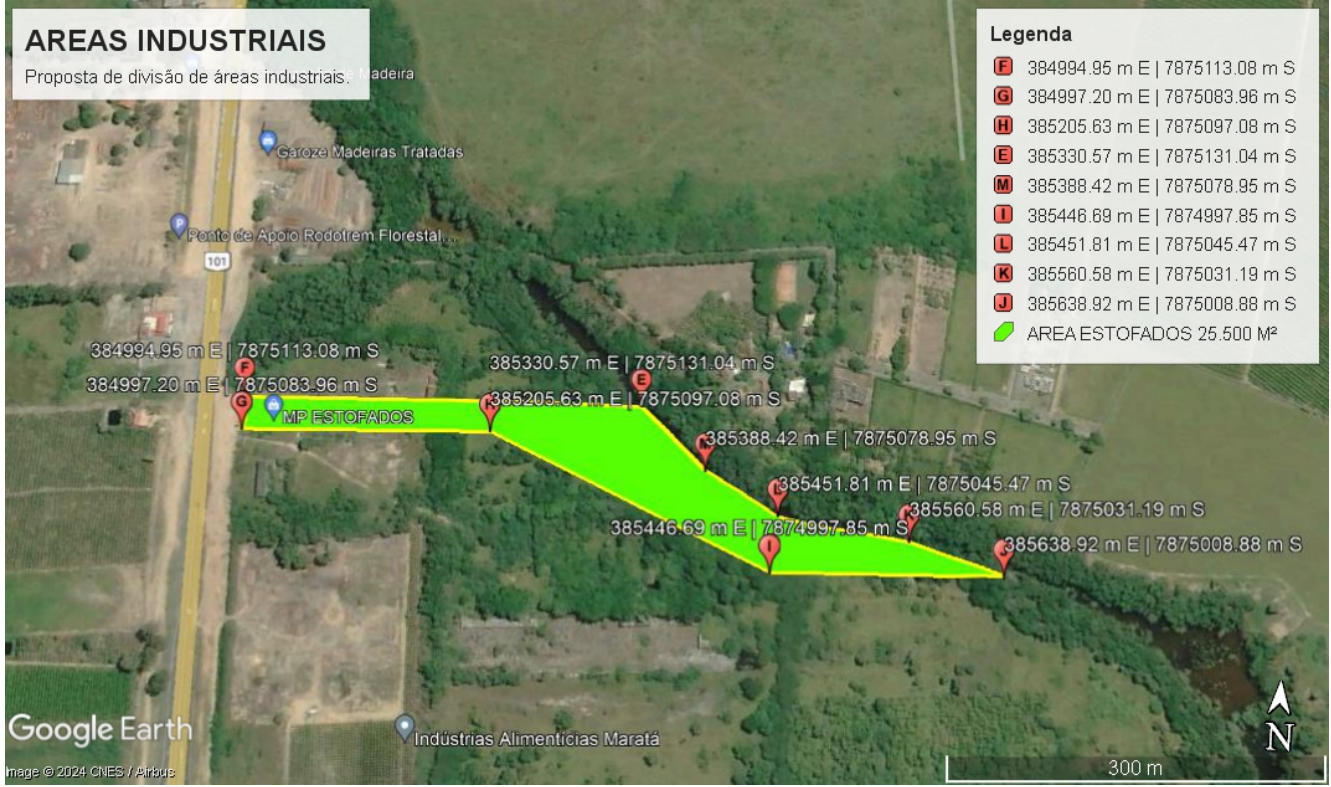 AREAS INDUSTRIAIS
Proposta de divisão de áreas industriais.
Madeira
Legenda
F 384994.95 m E | 7875113.08 m S
G 384997.20 m E | 7875083.96 m S
H 385205.63 m E | 7875097.08 m S
E 385330.57 m E | 7875131.04 m S
M 385388.42 m E | 7875078.95 m S
I 385446.69 m E | 7874997.85 m S
L 385451.81 m E | 7875045.47 m S
K 385560.58 m E | 7875031.19 m S
J 385638.92 m E | 7875008.88 m S
AREA ESTOFADOS 25.500 M²
Garoze Madeiras Tratadas
P Ponto de Apoio Rodotrem Florestal...
101
384994.95 m E | 7875113.08 m S
F
385330.57 m E | 7875131.04 m S
E
384997.20 m E | 7875083.96 m S
G
MP ESTOFADOS
H
385205.63 m E | 7875097.08 m S
M
385388.42 m E | 7875078.95 m S
L
385451.81 m E | 7875045.47 m S
K
385560.58 m E | 7875031.19 m S
385446.69 m E | 7874997.85 m S
I
J
385638.92 m E | 7875008.88 m S
Indústrias Alimentícias Maratá
Google Earth
Image © 2024 CNES / Airbus
N
300 m